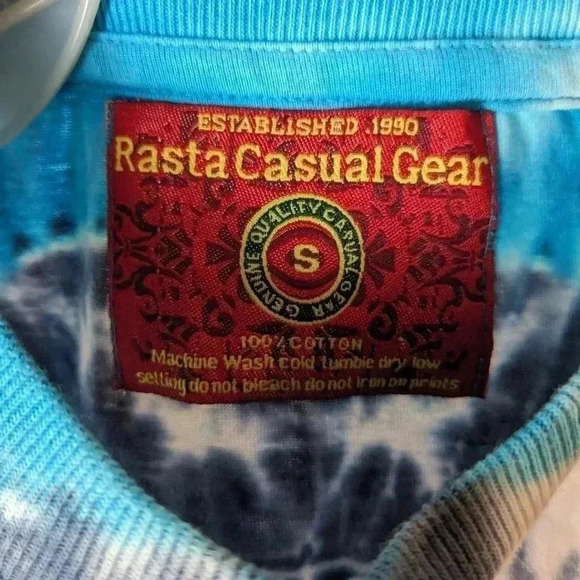 ESTABLISHED 1990
Rasta Casual Gear
GENUINE QUALITY CASUAL GEAR
S
100% COTTON
Machine Wash cold tumble dry low
setting do not bleach do not iron on prints